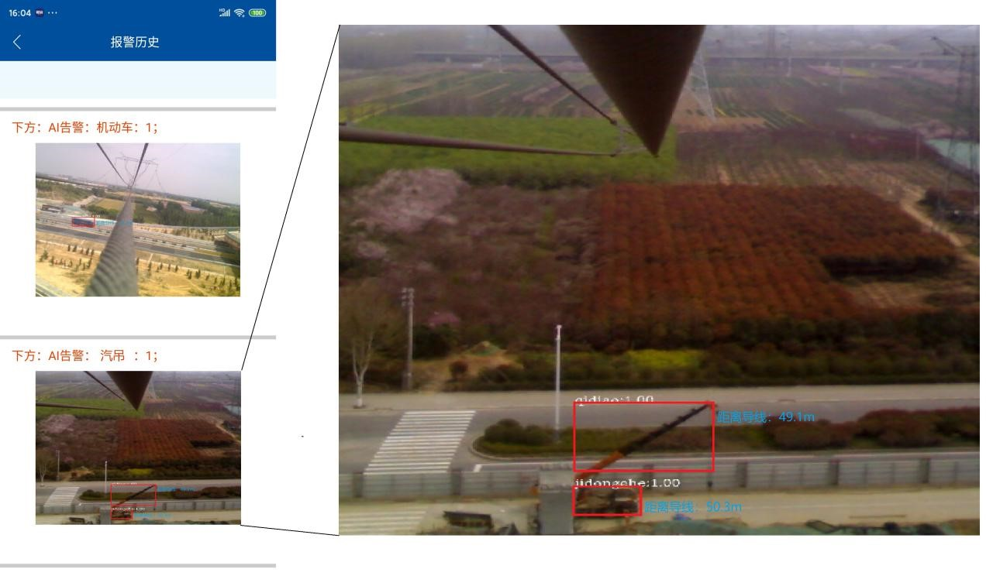 16:04
HD
100
报警历史
下方：AI告警：机动车：1；
下方：AI告警： 汽吊 ：1；
qidiao:1.00
距离导线：49.1m
jidongche:1.00
距离导线：50.3m